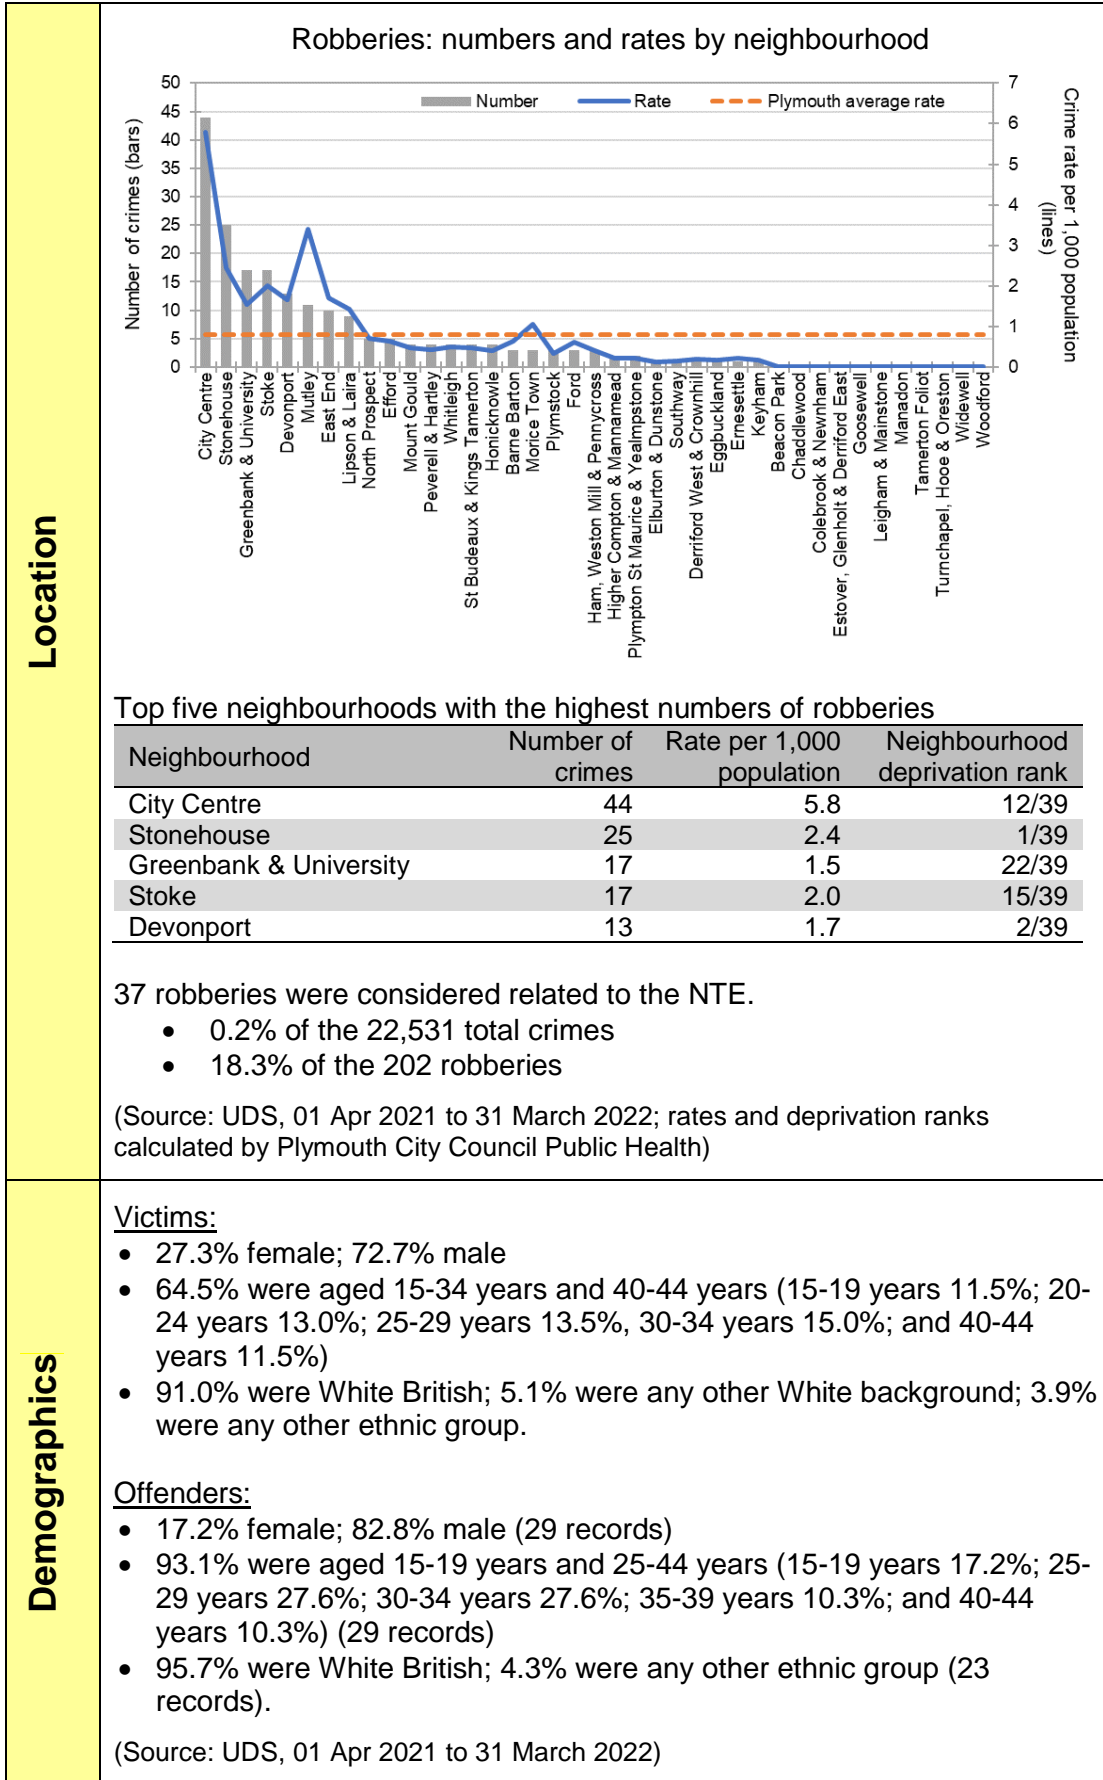 Location
Robberies: numbers and rates by neighbourhood
Number Rate Plymouth average rate
Number of crimes (bars)
50
45
40
35
30
25
20
15
10
5
0
7
6
5
4
3
2
1
0
Crime rate per 1,000 population
(lines)
City Centre
Stonehouse
Greenbank & University
Stoke
Devonport
Mutley
East End
Lipson & Laira
North Prospect
Efford
Mount Gould
Peverell & Hartley
Whitleigh
St Budeaux & Kings Tamerton
Honicknowle
Barne Barton
Morice Town
Plymstock
Ford
Ham, Weston Mill & Pennycross
Higher Compton & Mannamead
Plympton St Maurice & Yealmpstone
Elburton & Dunstone
Southway
Derriford West & Crownhill
Eggbuckland
Ernesettle
Keyham
Beacon Park
Chaddlewood
Colebrook & Newnham
Estover, Glenholt & Derriford East
Goosewell
Leigham & Mainstone
Manadon
Tamerton Foliot
Turnchapel, Hooe & Oreston
Widewell
Woodford
Top five neighbourhoods with the highest numbers of robberies
Neighbourhood Number of crimes Rate per 1,000 population Neighbourhood deprivation rank
City Centre 44 5.8 12/39
Stonehouse 25 2.4 1/39
Greenbank & University 17 1.5 22/39
Stoke 17 2.0 15/39
Devonport 13 1.7 2/39
37 robberies were considered related to the NTE.
• 0.2% of the 22,531 total crimes
• 18.3% of the 202 robberies
(Source: UDS, 01 Apr 2021 to 31 March 2022; rates and deprivation ranks
calculated by Plymouth City Council Public Health)
Demographics
Victims:
• 27.3% female; 72.7% male
• 64.5% were aged 15-34 years and 40-44 years (15-19 years 11.5%; 20-
24 years 13.0%; 25-29 years 13.5%, 30-34 years 15.0%; and 40-44
years 11.5%)
• 91.0% were White British; 5.1% were any other White background; 3.9%
were any other ethnic group.
Offenders:
• 17.2% female; 82.8% male (29 records)
• 93.1% were aged 15-19 years and 25-44 years (15-19 years 17.2%; 25-
29 years 27.6%; 30-34 years 27.6%; 35-39 years 10.3%; and 40-44
years 10.3%) (29 records)
• 95.7% were White British; 4.3% were any other ethnic group (23
records).
(Source: UDS, 01 Apr 2021 to 31 March 2022)